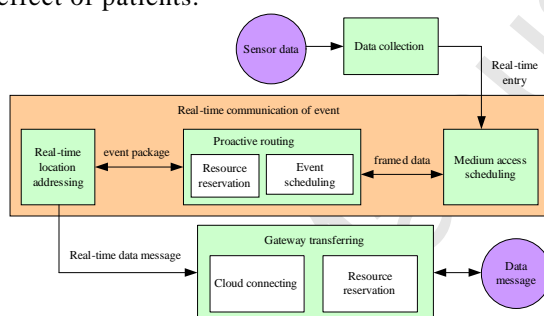 effect of patients.
Sensor data
Data collection
Real-time
entry
Real-time communication of event
Real-time
location
addressing
event package
Proactive routing
Resource
reservation
Event
scheduling
framed data
Medium access
scheduling
Real-time data message
Gateway transferring
Cloud connecting
Resource
reservation
Data
message